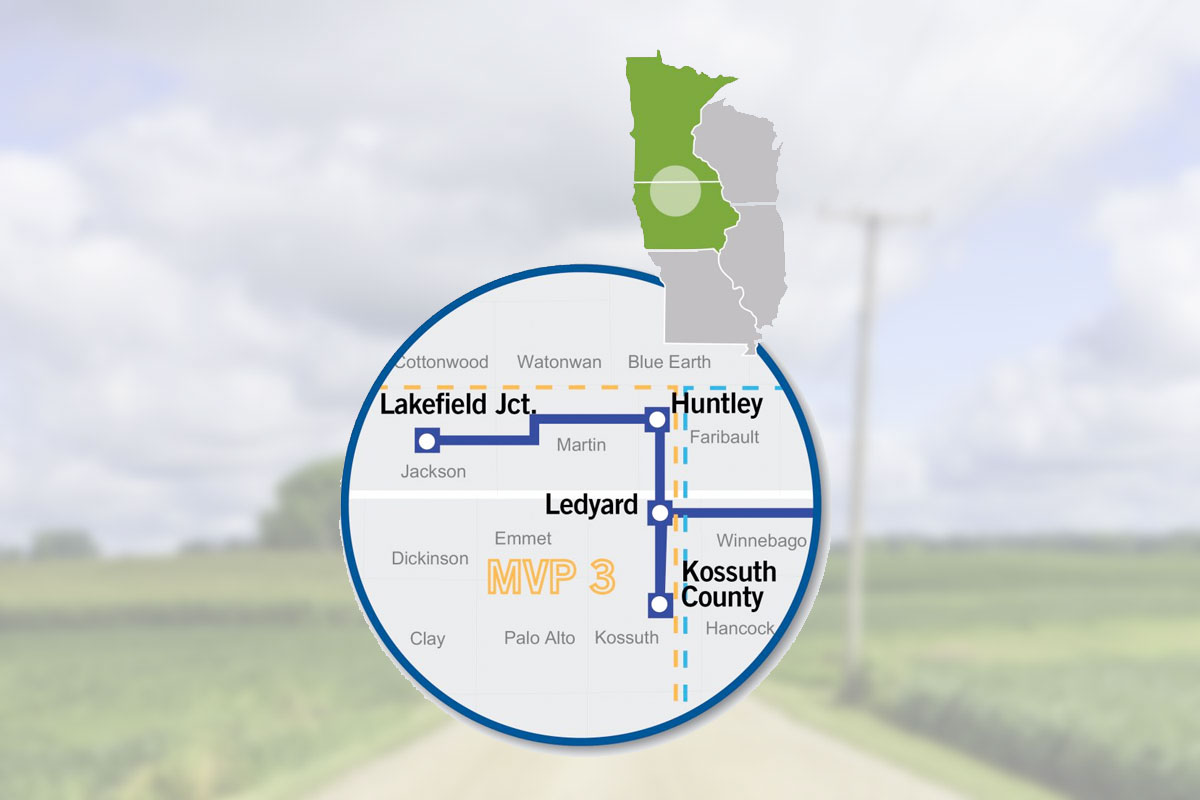 Cottonwood
Watonwan
Blue Earth
Lakefield Jct.
Huntley
Martin
Faribault
Jackson
Ledyard
Emmet
Winnebago
Dickinson
MVP 3
Kossuth
County
Clay
Palo Alto
Kossuth
Hancock